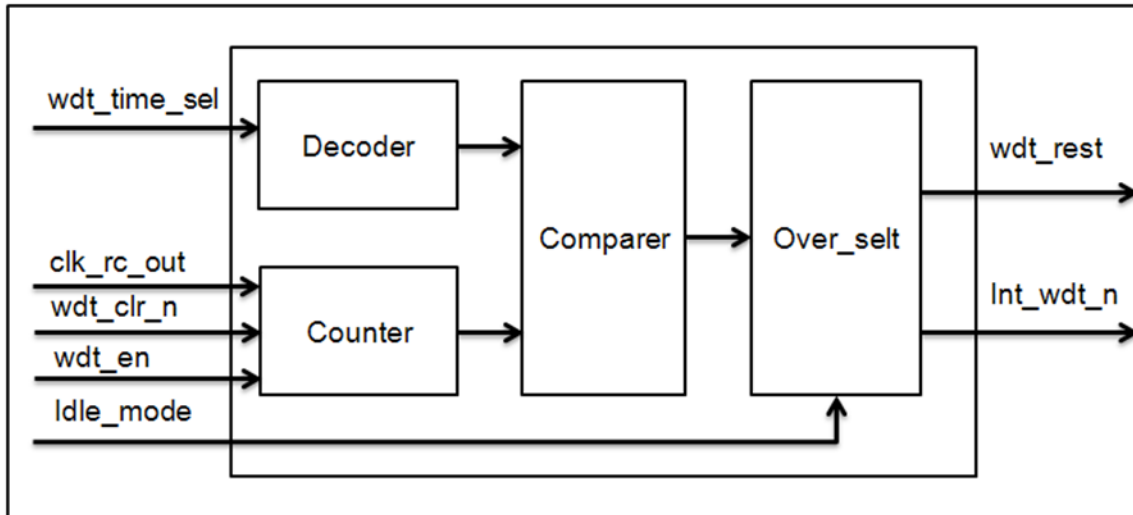 wdt_time_sel
Decoder
wdt_rest
Comparer
Over_selt
clk_rc_out
wdt_clr_n
Counter
Int_wdt_n
wdt_en
Idle_mode